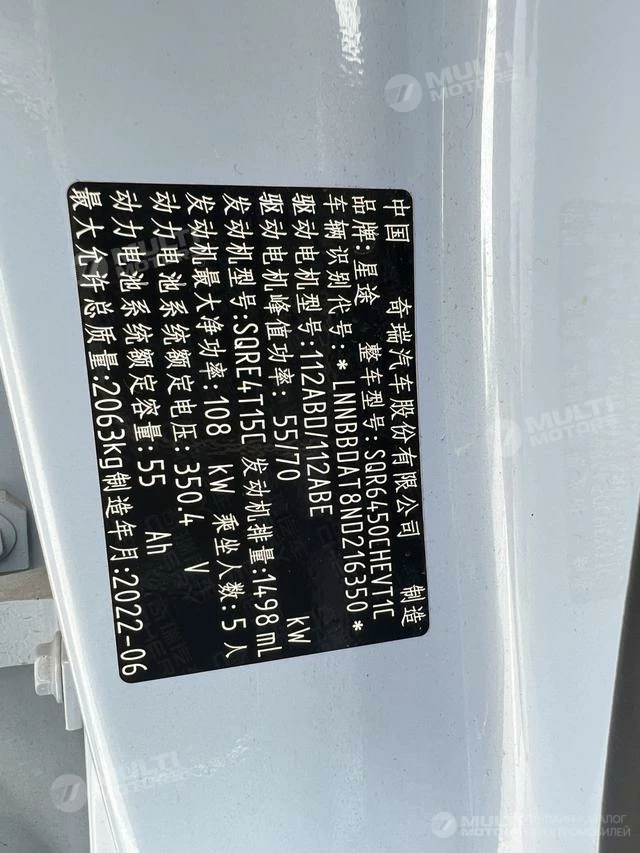 中国 奇瑞汽车股份有限公司 制造
品牌:星途 整车型号:SQR6450CHEVT1C
车辆识别代号:*LNNBBDAT8ND216350*
驱动电机型号:112ABD/112ABE
驱动电机峰值功率: 55/70 kW
发动机型号:SQRE4T15C 发动机排量:1498 mL
发动机最大净功率:108 kW 乘坐人数:5人
动力电池系统额定电压:350.4 V
动力电池系统额定容量:55 Ah
最大允许总质量:2063kg 制造年月:2022-06
MULTI MOTORS
MULTI MOTORS
ОНЛАЙН-КАТАЛОГ